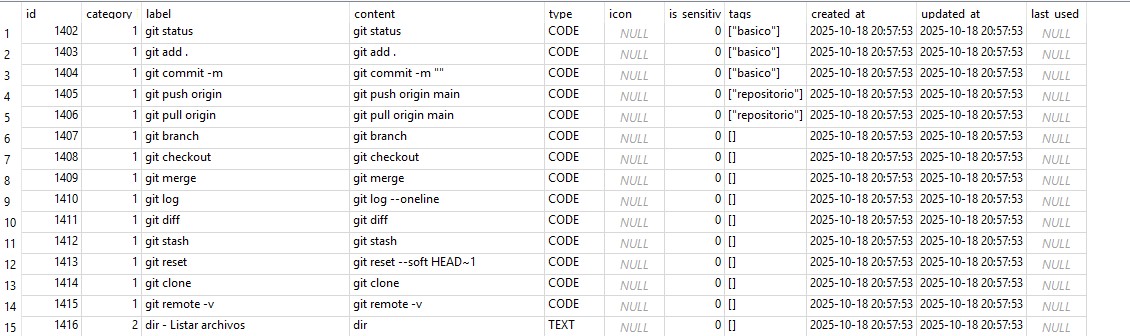 id category label content type icon is sensitiv tags created at updated at last used
1 1402 1 git status git status CODE NULL 0 ["basico"] 2025-10-18 20:57:53 2025-10-18 20:57:53 NULL
2 1403 1 git add . git add . CODE NULL 0 ["basico"] 2025-10-18 20:57:53 2025-10-18 20:57:53 NULL
3 1404 1 git commit -m git commit -m "" CODE NULL 0 ["basico"] 2025-10-18 20:57:53 2025-10-18 20:57:53 NULL
4 1405 1 git push origin git push origin main CODE NULL 0 ["repositorio"] 2025-10-18 20:57:53 2025-10-18 20:57:53 NULL
5 1406 1 git pull origin git pull origin main CODE NULL 0 ["repositorio"] 2025-10-18 20:57:53 2025-10-18 20:57:53 NULL
6 1407 1 git branch git branch CODE NULL 0 [] 2025-10-18 20:57:53 2025-10-18 20:57:53 NULL
7 1408 1 git checkout git checkout CODE NULL 0 [] 2025-10-18 20:57:53 2025-10-18 20:57:53 NULL
8 1409 1 git merge git merge CODE NULL 0 [] 2025-10-18 20:57:53 2025-10-18 20:57:53 NULL
9 1410 1 git log git log --oneline CODE NULL 0 [] 2025-10-18 20:57:53 2025-10-18 20:57:53 NULL
10 1411 1 git diff git diff CODE NULL 0 [] 2025-10-18 20:57:53 2025-10-18 20:57:53 NULL
11 1412 1 git stash git stash CODE NULL 0 [] 2025-10-18 20:57:53 2025-10-18 20:57:53 NULL
12 1413 1 git reset git reset --soft HEAD~1 CODE NULL 0 [] 2025-10-18 20:57:53 2025-10-18 20:57:53 NULL
13 1414 1 git clone git clone CODE NULL 0 [] 2025-10-18 20:57:53 2025-10-18 20:57:53 NULL
14 1415 1 git remote -v git remote -v CODE NULL 0 [] 2025-10-18 20:57:53 2025-10-18 20:57:53 NULL
15 1416 2 dir - Listar archivos dir TEXT NULL 0 [] 2025-10-18 20:57:53 2025-10-18 20:57:53 NULL